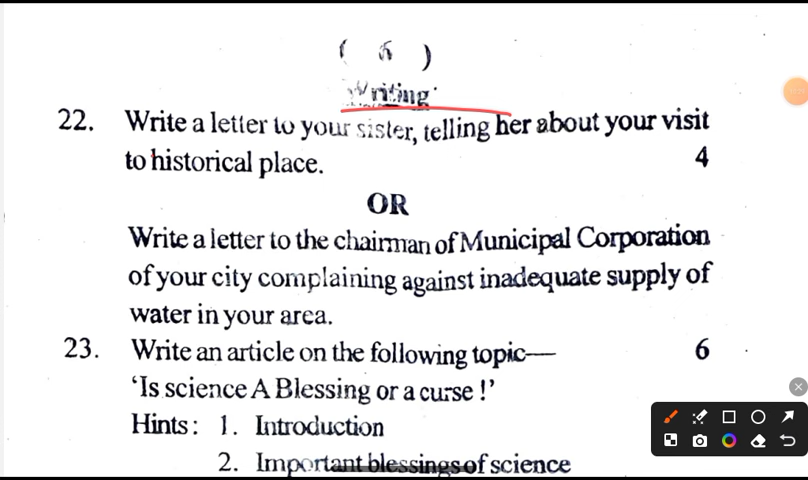 ( 6 )
Writing
22. Write a letter to your sister, telling her about your visit
to historical place. 4
OR
Write a letter to the chairman of Municipal Corporation
of your city complaining against inadequate supply of
water in your area.
23. Write an article on the following topic— 6
‘Is science A Blessing or a curse !’
Hints : 1. Introduction
2. Important blessings of science